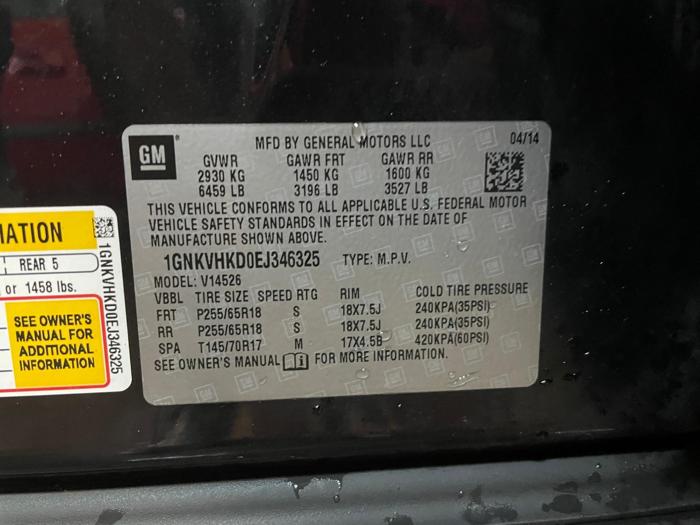 GM
MFD BY GENERAL MOTORS LLC 04/14
GVWR GAWR FRT GAWR RR
2930 KG 1450 KG 1600 KG
6459 LB 3196 LB 3527 LB
THIS VEHICLE CONFORMS TO ALL APPLICABLE U.S. FEDERAL MOTOR
VEHICLE SAFETY STANDARDS IN EFFECT ON THE DATE OF
MANUFACTURE SHOWN ABOVE.
1GNKVHKD0EJ346325 TYPE: M.P.V.
MODEL: V14526
VBBL TIRE SIZE SPEED RTG RIM COLD TIRE PRESSURE
FRT P255/65R18 S 18X7.5J 240KPA(35PSI)
RR P255/65R18 S 18X7.5J 240KPA(35PSI)
SPA T145/70R17 M 17X4.5B 420KPA(60PSI)
SEE OWNER'S MANUAL FOR MORE INFORMATION.
MATION
REAR 5
or 1458 lbs.
SEE OWNER'S
MANUAL FOR
ADDITIONAL
INFORMATION
1GNKVHKD0EJ346325